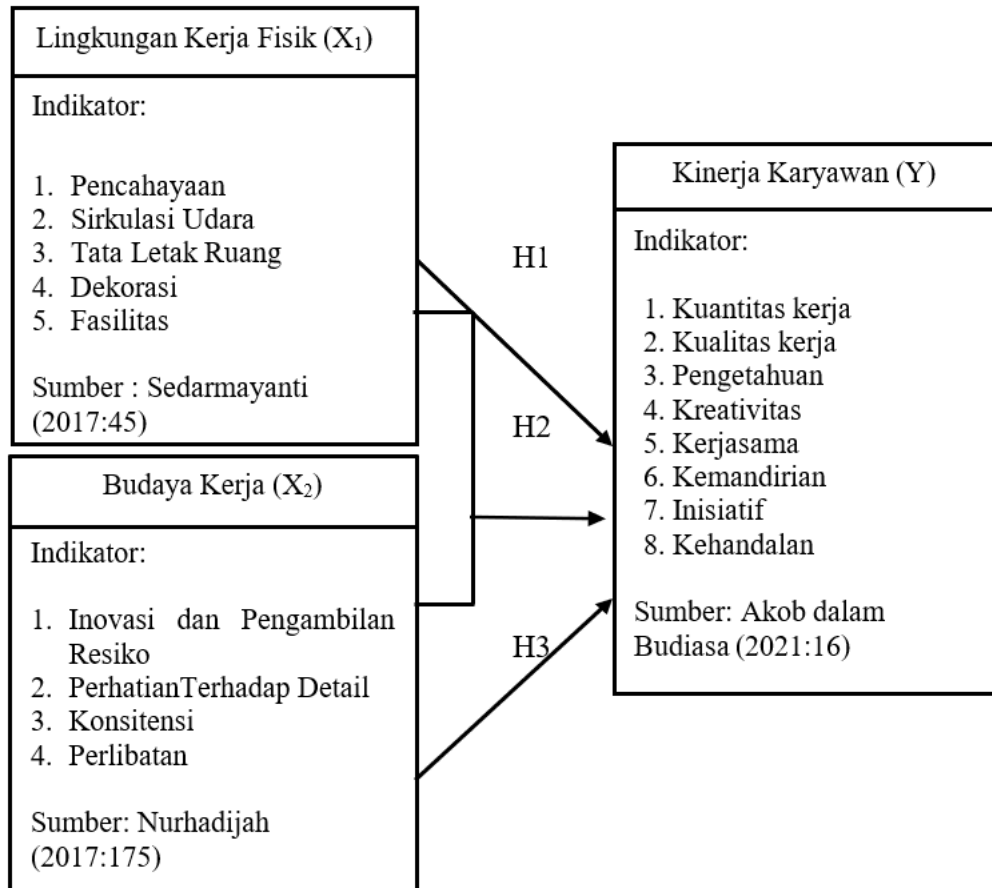 Lingkungan Kerja Fisik (X₁)
Indikator:
1. Pencahayaan
2. Sirkulasi Udara
3. Tata Letak Ruang
4. Dekorasi
5. Fasilitas
Sumber : Sedarmayanti
(2017:45)
Budaya Kerja (X₂)
Indikator:
1. Inovasi dan Pengambilan
Resiko
2. PerhatianTerhadap Detail
3. Konsitensi
4. Perlibatan
Sumber: Nurhadijah
(2017:175)
H1
H2
H3
Kinerja Karyawan (Y)
Indikator:
1. Kuantitas kerja
2. Kualitas kerja
3. Pengetahuan
4. Kreativitas
5. Kerjasama
6. Kemandirian
7. Inisiatif
8. Kehandalan
Sumber: Akob dalam
Budiasa (2021:16)